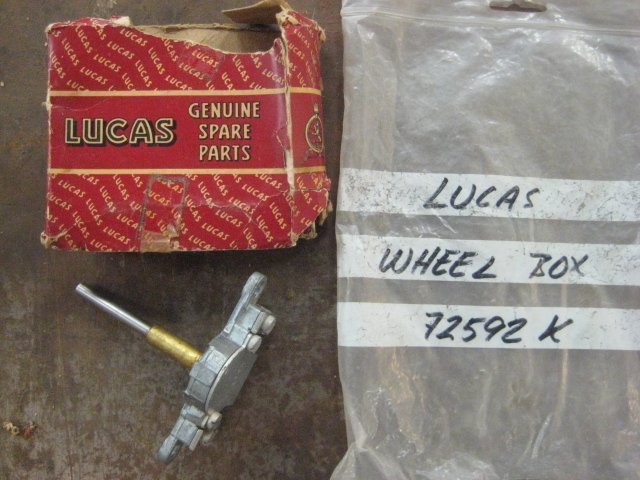 LUCAS
GENUINE
SPARE
PARTS
LUCAS
WHEEL BOX
72592 K